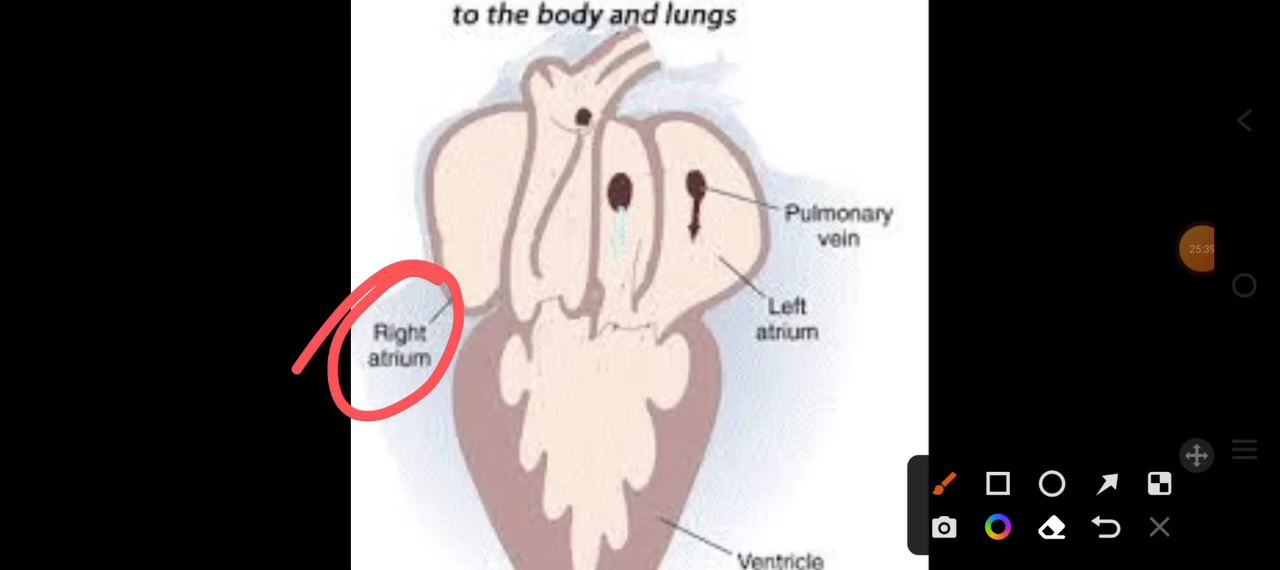 to the body and lungs
Pulmonary
vein
Left
atrium
Right
atrium
Ventricle
25:39